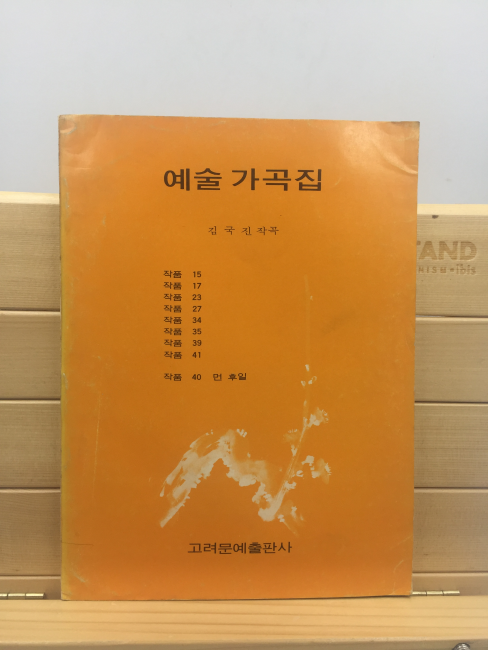 예술 가곡집
김 국 진 작곡
작품 15
작품 17
작품 23
작품 27
작품 34
작품 35
작품 39
작품 41
작품 40 먼 후일
고려문예출판사
TAND
NISH ibis